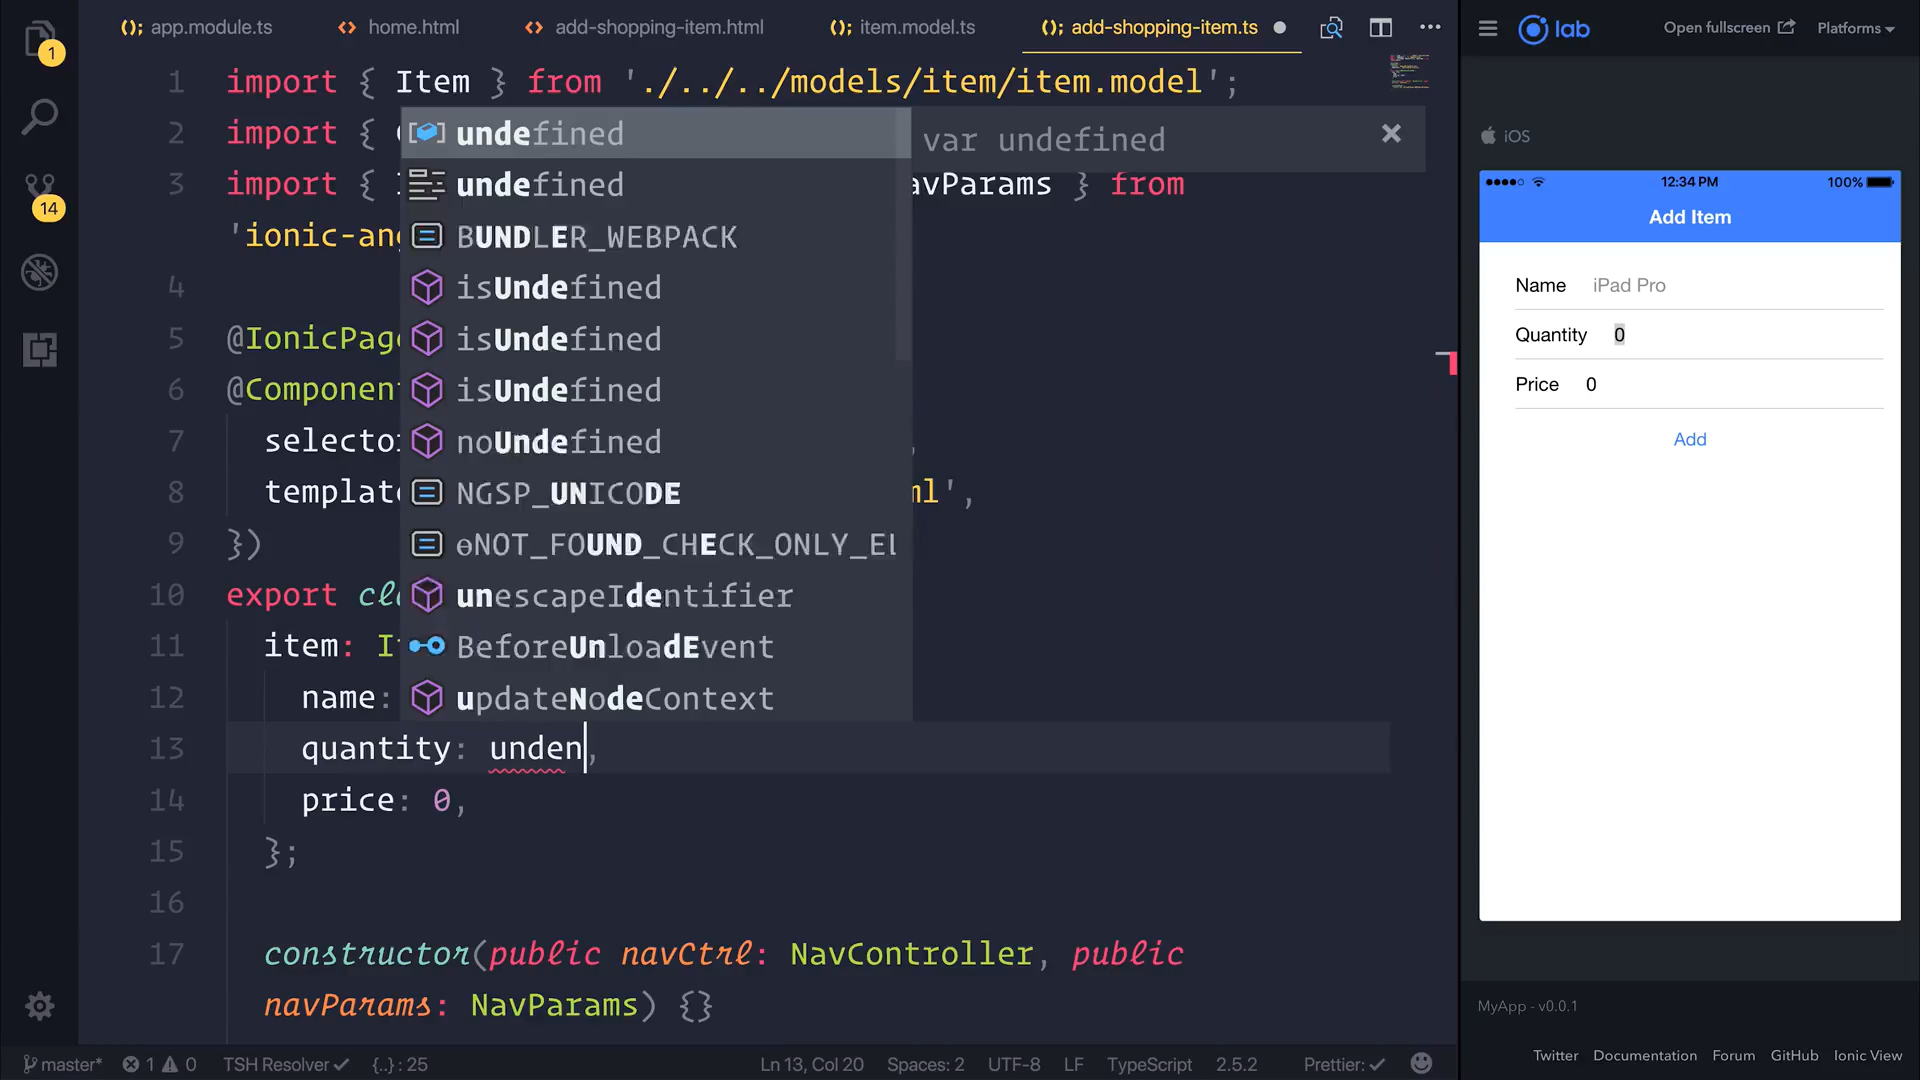 app.module.ts
home.html
add-shopping-item.html
item.model.ts
add-shopping-item.ts
lab
Open fullscreen
Platforms
1
14
1 import { Item } from './../../models/item/item.model';
2 import {
3 import { avParams } from
'ionic-an
4
5 @IonicPage
6 @Component
7 selecto ,
8 template l',
9 })
10 export cl
11 item: I
12 name:
13 quantity: unden,
14 price: 0,
15 };
16
17 constructor(public navCtrl: NavController, public
navParams: NavParams) {}
undefined
var undefined
undefined
BUNDLER_WEBPACK
isUndefined
isUndefined
isUndefined
noUndefined
NGSP_UNICODE
ɵNOT_FOUND_CHECK_ONLY_EL
unescapeIdentifier
BeforeUnloadEvent
updateNodeContext
iOS
12:34 PM
100%
Add Item
Name iPad Pro
Quantity 0
Price 0
Add
MyApp - v0.0.1
Twitter Documentation Forum GitHub Ionic View
master* 1 0 TSH Resolver {..} : 25 Ln 13, Col 20 Spaces: 2 UTF-8 LF TypeScript 2.5.2 Prettier: